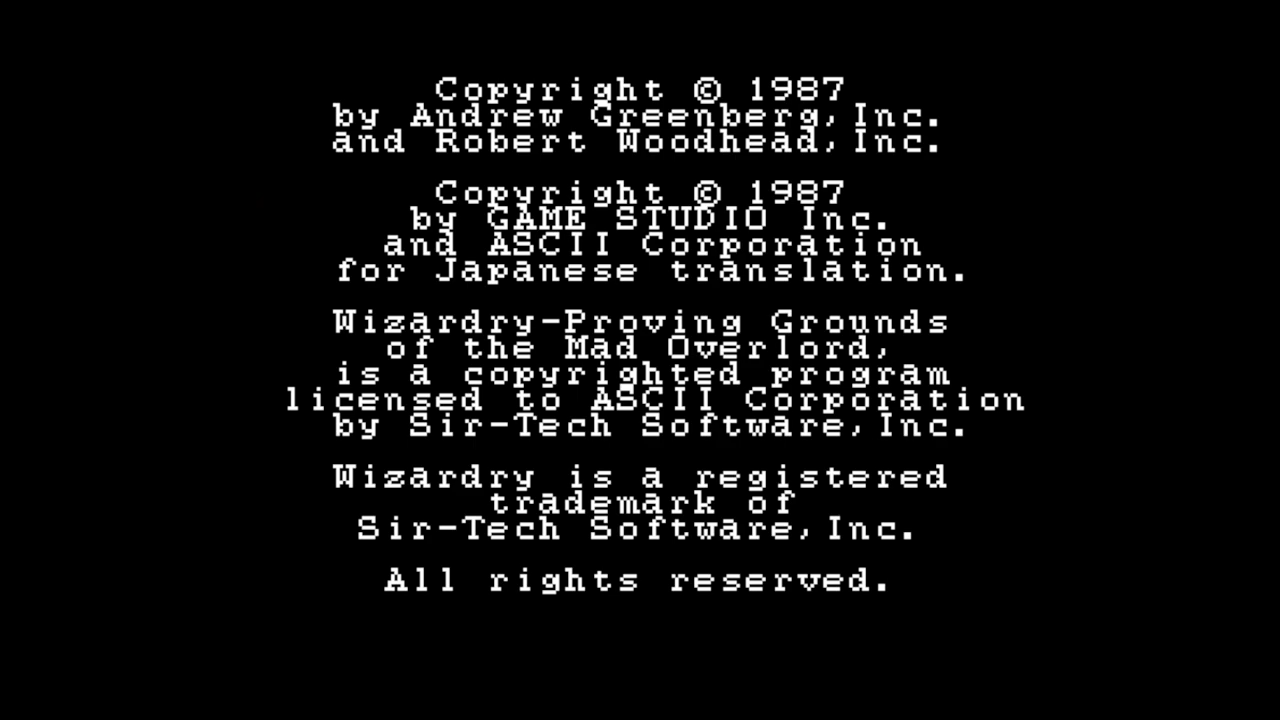 Copyright © 1987
by Andrew Greenberg,Inc.
and Robert Woodhead,Inc.
Copyright © 1987
by GAME STUDIO Inc.
and ASCII Corporation
for Japanese translation.
Wizardry-Proving Grounds
of the Mad Overlord,
is a copyrighted program
licensed to ASCII Corporation
by Sir-Tech Software,Inc.
Wizardry is a registered
trademark of
Sir-Tech Software,Inc.
All rights reserved.